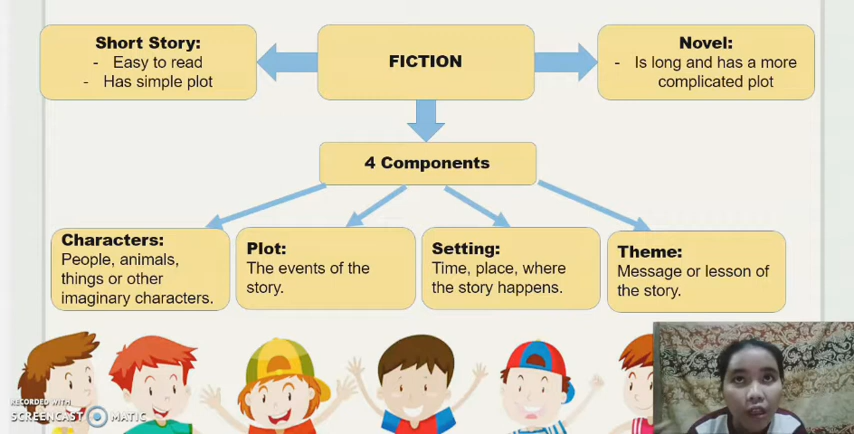 Short Story:
- Easy to read
- Has simple plot
FICTION
Novel:
- Is long and has a more
complicated plot
4 Components
Characters:
People, animals,
things or other
imaginary characters.
Plot:
The events of the
story.
Setting:
Time, place, where
the story happens.
Theme:
Message or lesson of
the story.
RECORDED WITH
SCREENCAST MATIC